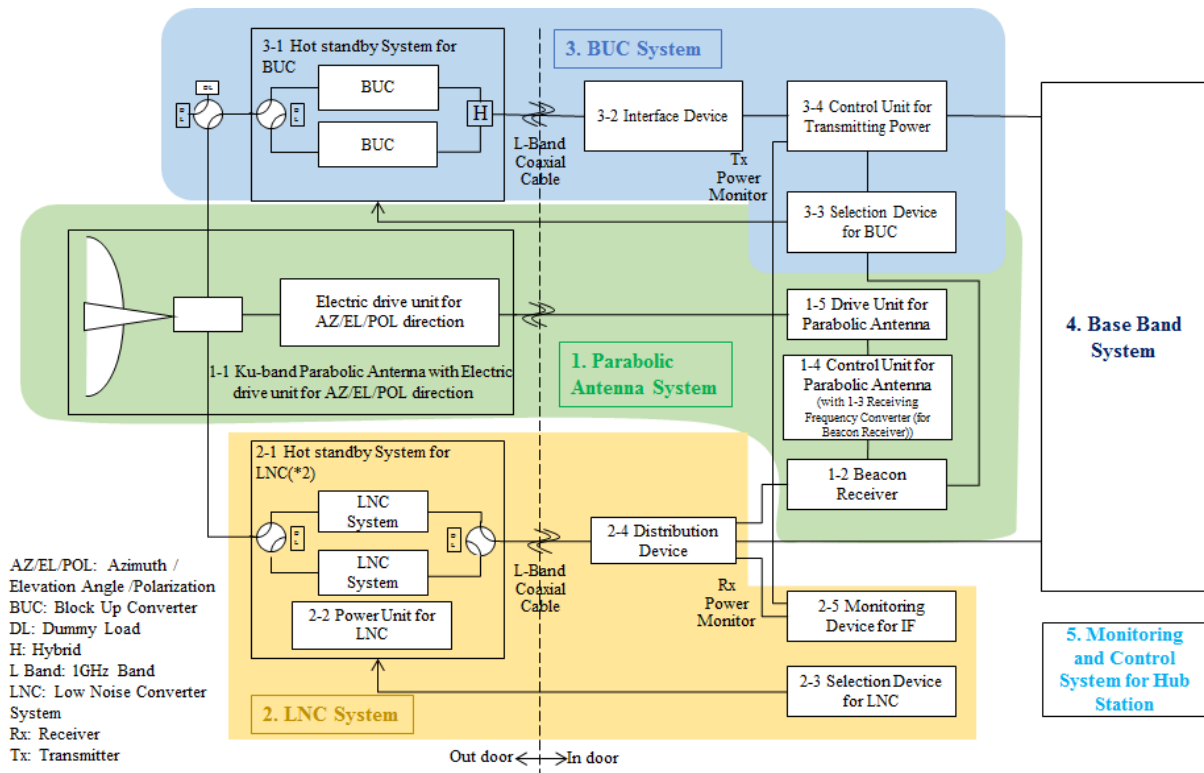 3-1 Hot standby System for
BUC
BUC
BUC
H
DL
DL
DL
3. BUC System
L-Band
Coaxial
Cable
3-2 Interface Device
Tx
Power
Monitor
3-4 Control Unit for
Transmitting Power
3-3 Selection Device
for BUC
Electric drive unit for
AZ/EL/POL direction
1-1 Ku-band Parabolic Antenna with Electric
drive unit for AZ/EL/POL direction
1. Parabolic
Antenna System
1-5 Drive Unit for
Parabolic Antenna
1-4 Control Unit for
Parabolic Antenna
(with 1-3 Receiving
Frequency Converter (for
Beacon Receiver))
1-2 Beacon
Receiver
4. Base Band
System
2-1 Hot standby System for
LNC(*2)
LNC
System
LNC
System
DL
DL
2-2 Power Unit for
LNC
L-Band
Coaxial
Cable
2-4 Distribution
Device
Rx
Power
Monitor
2-5 Monitoring
Device for IF
2-3 Selection Device
for LNC
5. Monitoring
and Control
System for Hub
Station
2. LNC System
AZ/EL/POL: Azimuth /
Elevation Angle /Polarization
BUC: Block Up Converter
DL: Dummy Load
H: Hybrid
L Band: 1GHz Band
LNC: Low Noise Converter
System
Rx: Receiver
Tx: Transmitter
Out door
In door